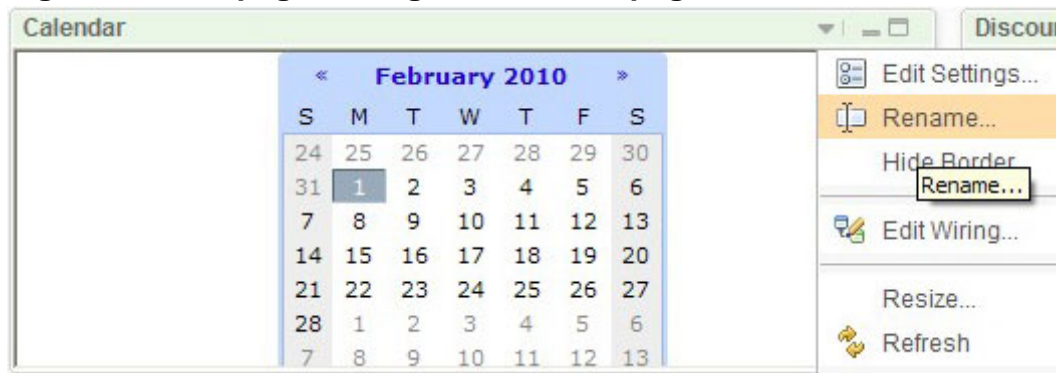 Calendar
Discour
« February 2010 »
S M T W T F S
24 25 26 27 28 29 30
31 1 2 3 4 5 6
7 8 9 10 11 12 13
14 15 16 17 18 19 20
21 22 23 24 25 26 27
28 1 2 3 4 5 6
7 8 9 10 11 12 13
Edit Settings...
Rename...
Hide Border
Rename...
Edit Wiring...
Resize...
Refresh